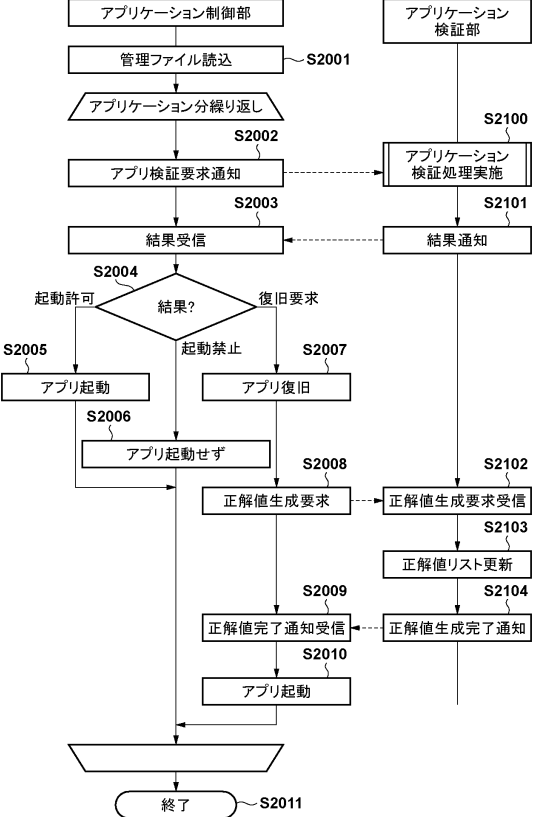 アプリケーション制御部
アプリケーション
検証部
管理ファイル読込
S2001
アプリケーション分繰り返し
S2002
アプリ検証要求通知
S2100
アプリケーション
検証処理実施
S2003
結果受信
S2101
結果通知
S2004
結果?
起動許可
復旧要求
起動禁止
S2005
アプリ起動
S2007
アプリ復旧
S2006
アプリ起動せず
S2008
正解値生成要求
S2102
正解値生成要求受信
S2103
正解値リスト更新
S2009
正解値完了通知受信
S2104
正解値生成完了通知
S2010
アプリ起動
終了
S2011